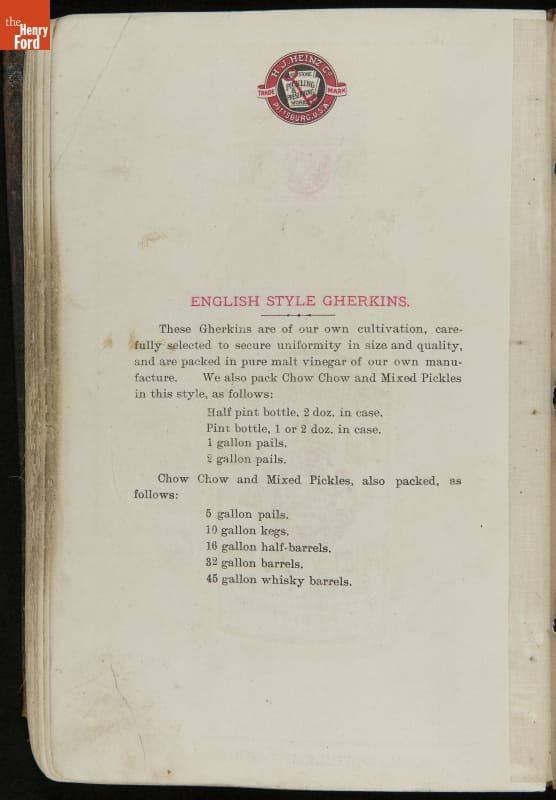 the
Henry
Ford
H. J. HEINZ Co.
KEYSTONE
PICKLING
&
PRESERVING
WORKS
TRADE MARK
PITTSBURG, U.S.A.
ENGLISH STYLE GHERKINS.
These Gherkins are of our own cultivation, care-
fully selected to secure uniformity in size and quality,
and are packed in pure malt vinegar of our own manu-
facture. We also pack Chow Chow and Mixed Pickles
in this style, as follows:
Half pint bottle, 2 doz. in case.
Pint bottle, 1 or 2 doz. in case.
1 gallon pails.
2 gallon pails.
Chow Chow and Mixed Pickles, also packed, as
follows:
5 gallon pails.
10 gallon kegs.
16 gallon half-barrels.
32 gallon barrels.
45 gallon whisky barrels.